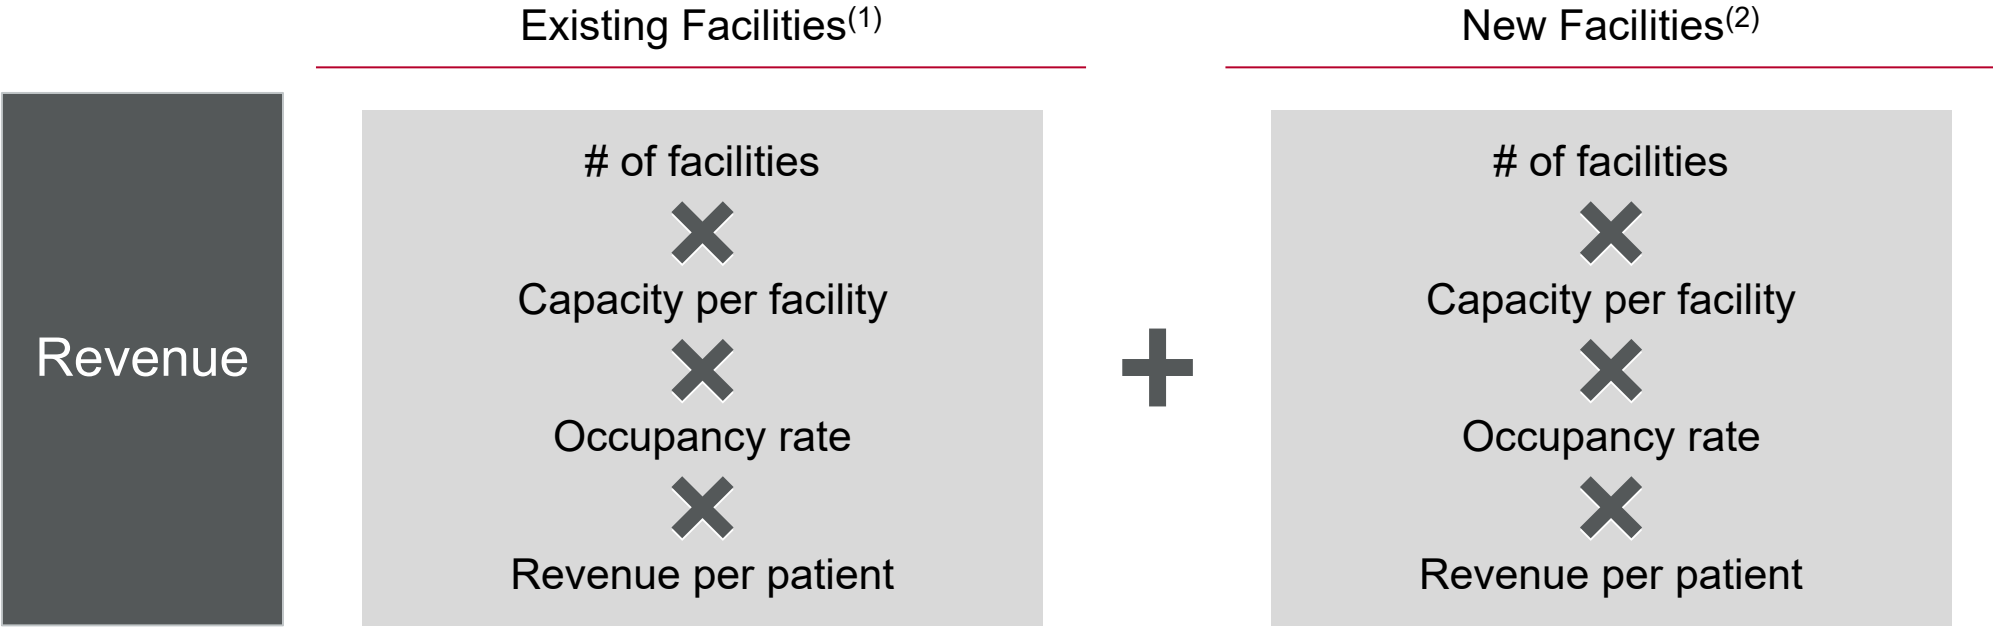 Existing Facilities(1)
New Facilities(2)
Revenue
# of facilities
Capacity per facility
Occupancy rate
Revenue per patient
# of facilities
Capacity per facility
Occupancy rate
Revenue per patient